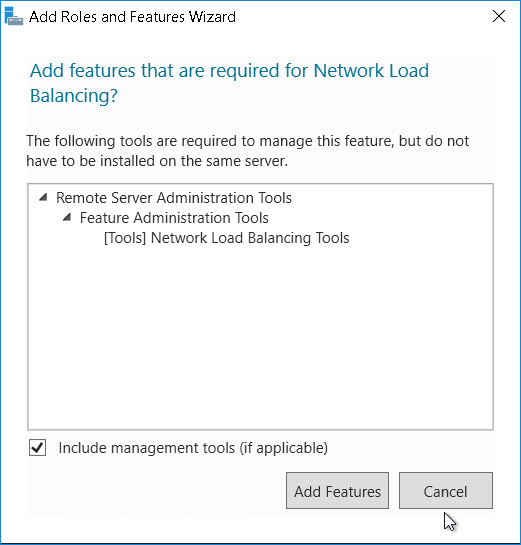 Add Roles and Features Wizard
Add features that are required for Network Load
Balancing?
The following tools are required to manage this feature, but do not
have to be installed on the same server.
Remote Server Administration Tools
Feature Administration Tools
[Tools] Network Load Balancing Tools
Include management tools (if applicable)
Add Features
Cancel